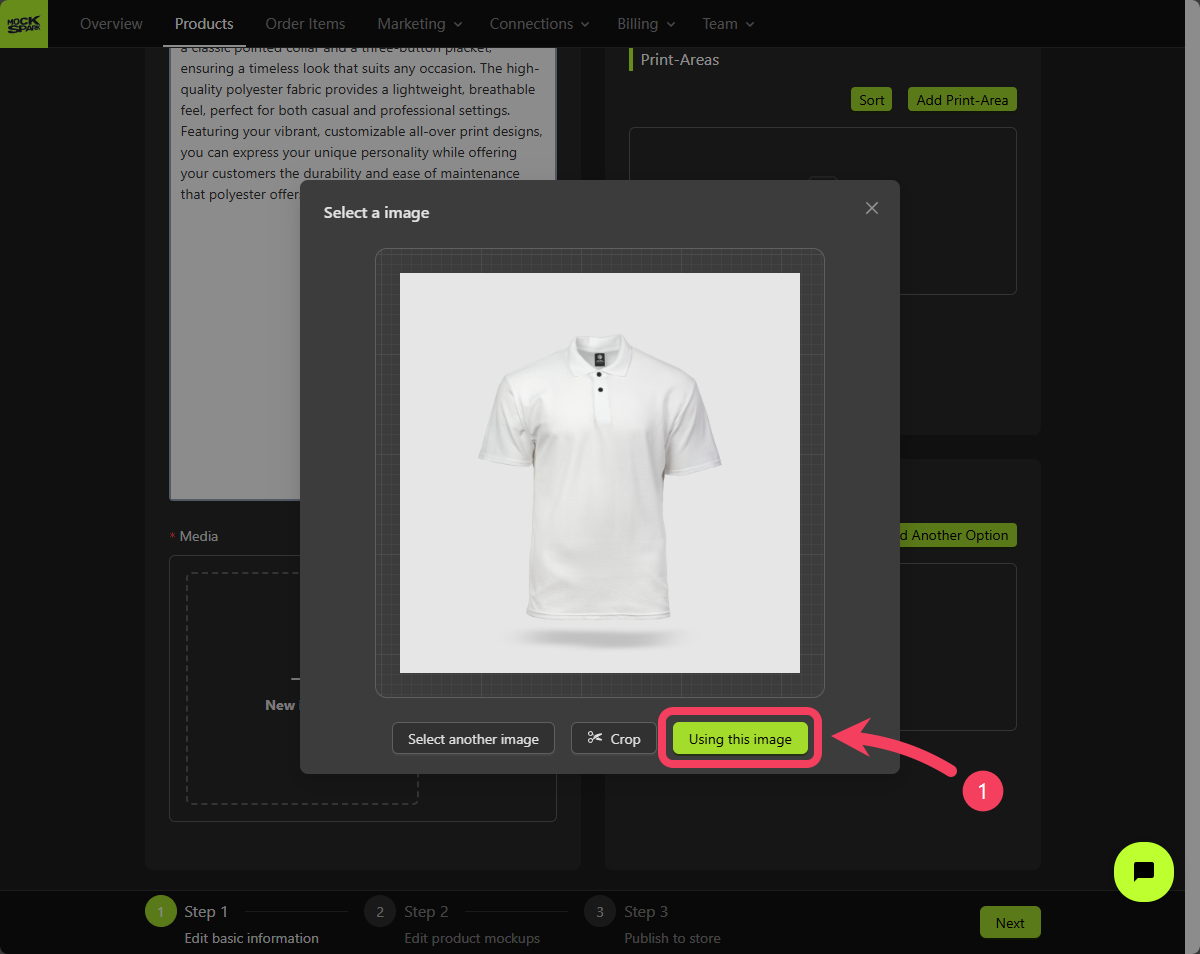 MOCK
SPARK
Overview
Products
Order Items
Marketing
Connections
Billing
Team
a classic pointed collar and a three-button placket,
ensuring a timeless look that suits any occasion. The high-
quality polyester fabric provides a lightweight, breathable
feel, perfect for both casual and professional settings.
Featuring your vibrant, customizable all-over print designs,
you can express your unique personality while offering
your customers the durability and ease of maintenance
that polyester offer
Print-Areas
Sort
Add Print-Area
Select a image
Select another image
Crop
Using this image
1
* Media
New
d Another Option
1
Step 1
Edit basic information
2
Step 2
Edit product mockups
3
Step 3
Publish to store
Next